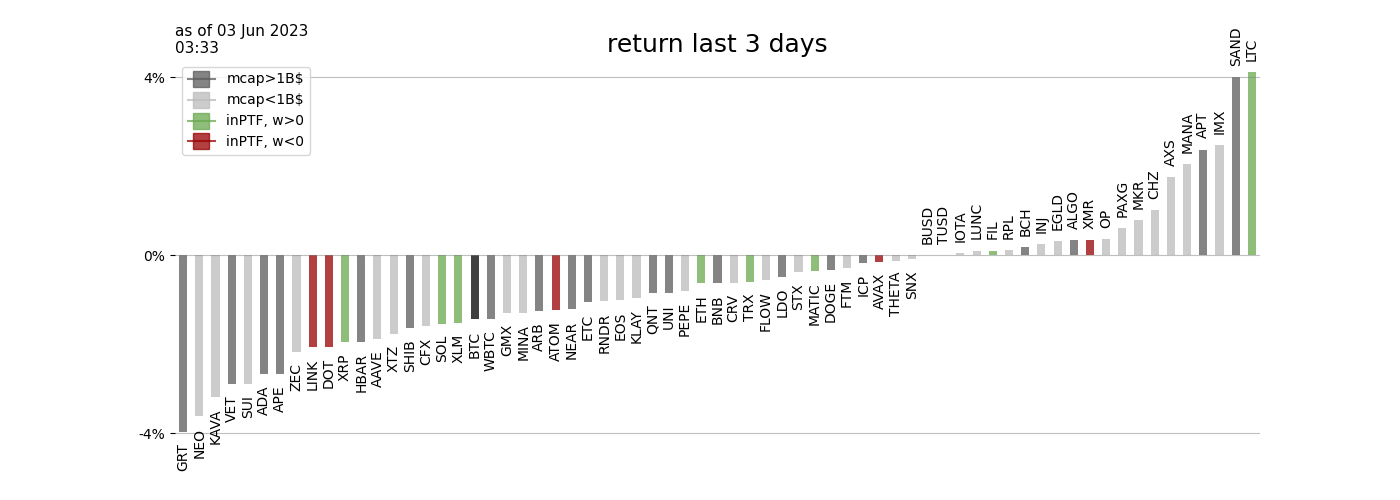 as of 03 Jun 2023
03:33
return last 3 days
mcap>1B$
mcap<1B$
inPTF, w>0
inPTF, w<0
4%
0%
-4%
GRT
NEO
KAVA
VET
SUI
ADA
APE
ZEC
LINK
DOT
XRP
HBAR
AAVE
XTZ
SHIB
CFX
SOL
XLM
BTC
WBTC
GMX
MINA
ARB
ATOM
NEAR
ETC
RNDR
EOS
KLAY
QNT
UNI
PEPE
ETH
BNB
CRV
TRX
FLOW
LDO
STX
MATIC
DOGE
FTM
ICP
AVAX
THETA
SNX
BUSD
TUSD
IOTA
LUNC
FIL
RPL
BCH
INJ
EGLD
ALGO
XMR
OP
PAXG
MKR
CHZ
AXS
MANA
APT
IMX
SAND
LTC